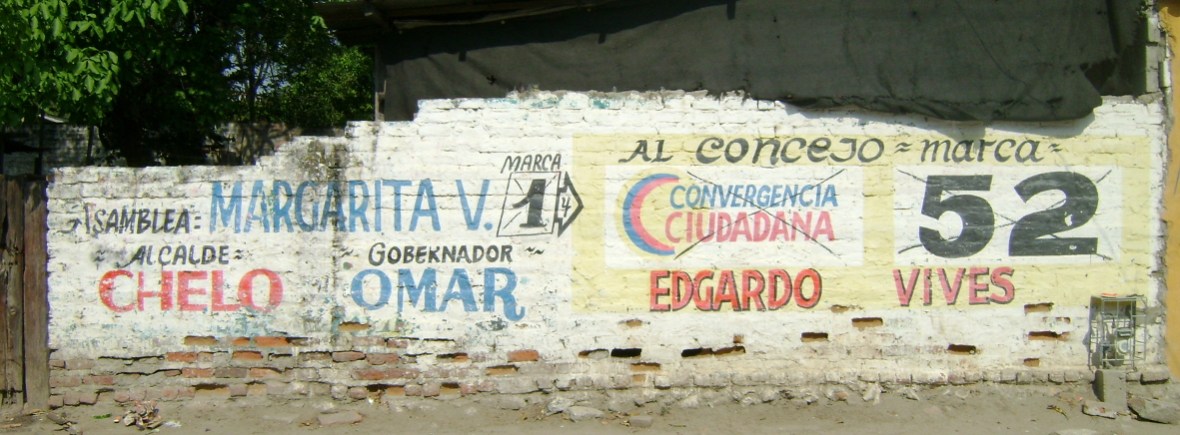 MARCA
ASAMBLEA: MARGARITA V. 1 4
ALCALDE GOBERNADOR
CHELO OMAR
AL CONCEJO = marca =
CONVERGENCIA
CIUDADANA
52
EDGARDO VIVES